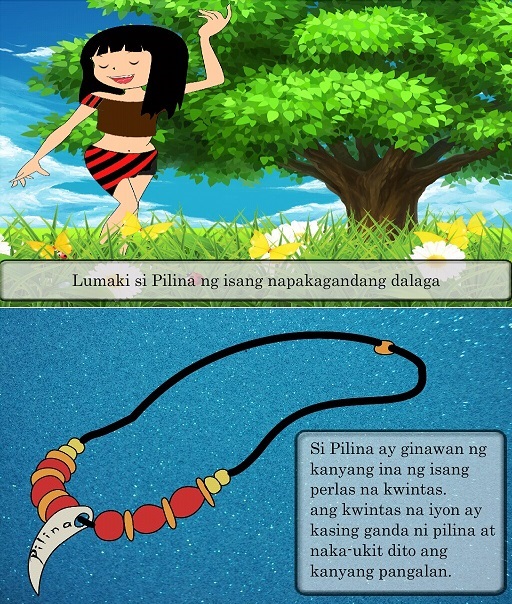 Lumaki si Pilina ng isang napakagandang dalaga
pilina
Si Pilina ay ginawan ng
kanyang ina ng isang
perlas na kwintas.
ang kwintas na iyon ay
kasing ganda ni pilina at
naka-ukit dito ang
kanyang pangalan.